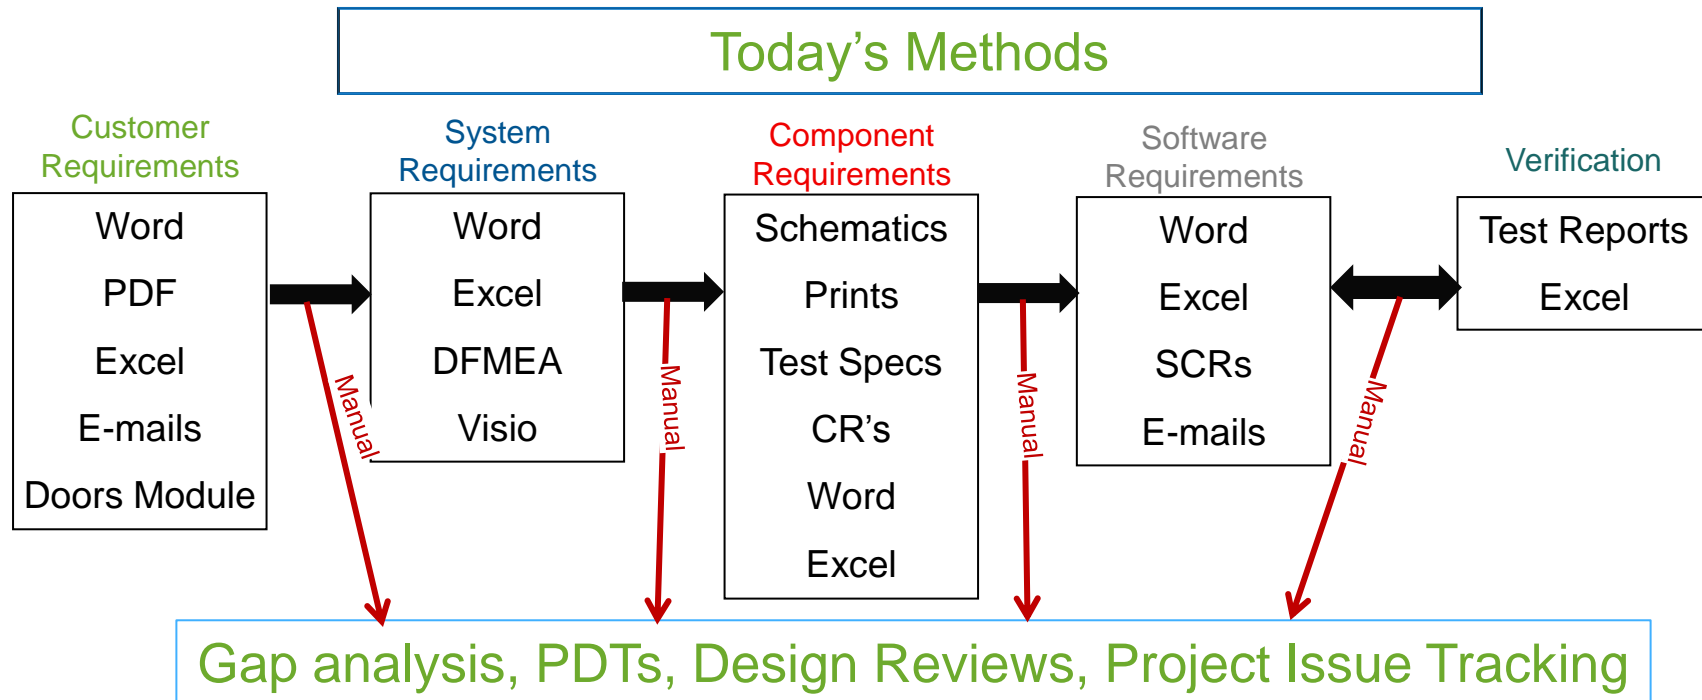 Today’s Methods
Customer
Requirements
Word
PDF
Excel
E-mails
Doors Module
System
Requirements
Word
Excel
DFMEA
Visio
Component
Requirements
Schematics
Prints
Test Specs
CR’s
Word
Excel
Software
Requirements
Word
Excel
SCRs
E-mails
Verification
Test Reports
Excel
Manual
Manual
Manual
Manual
Gap analysis, PDTs, Design Reviews, Project Issue Tracking